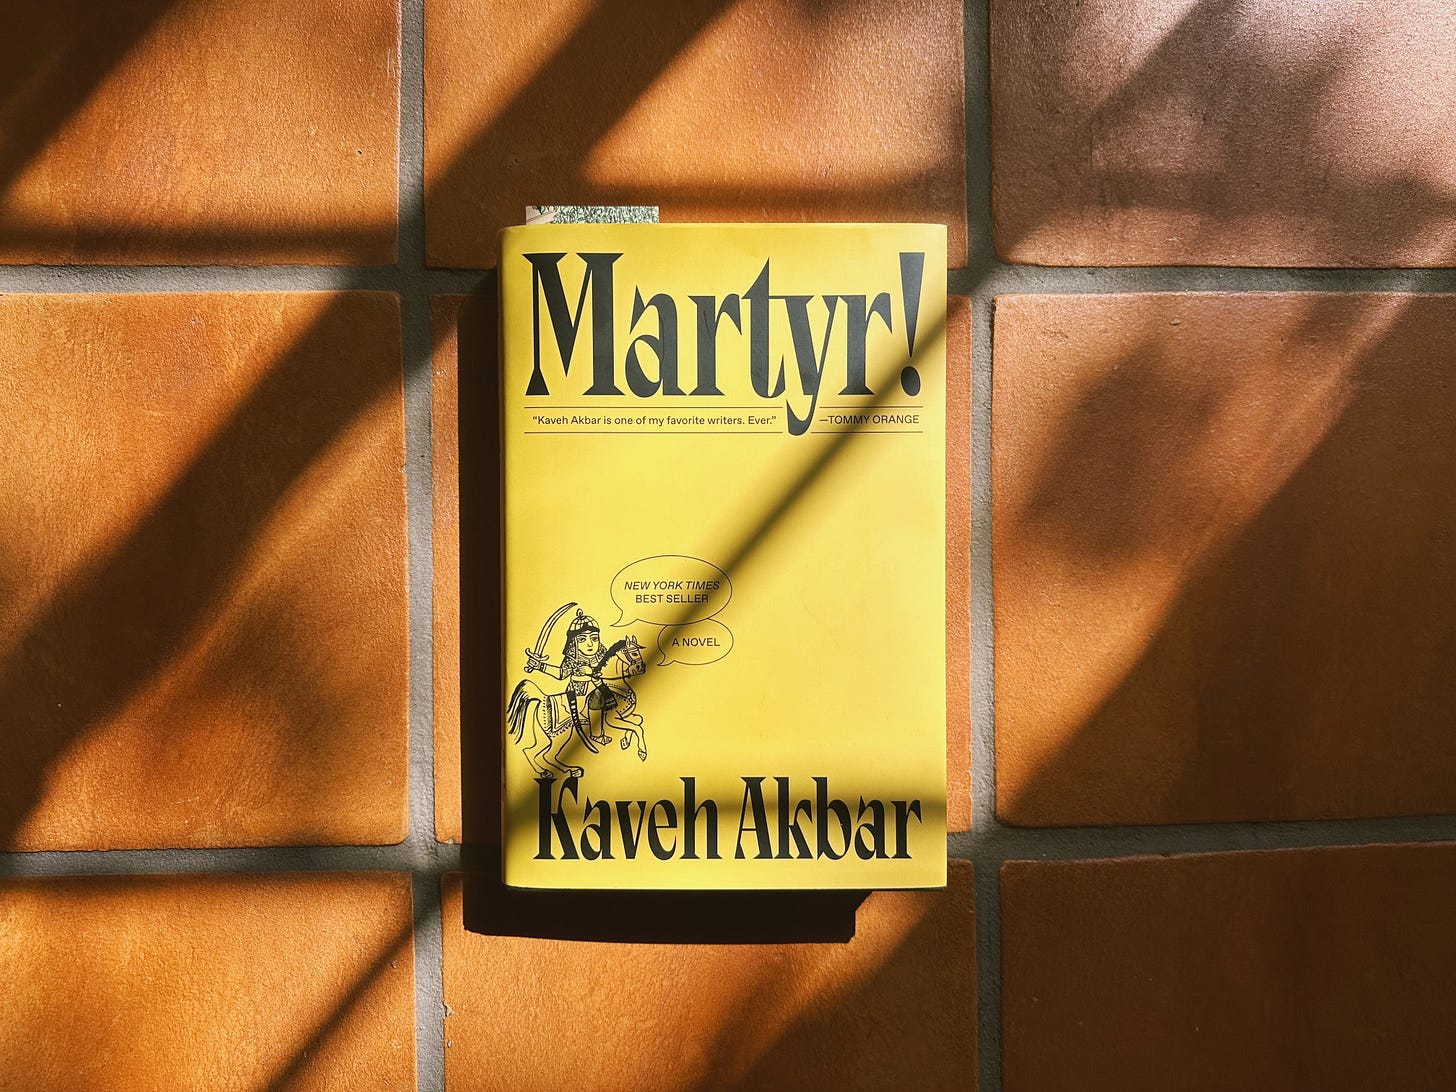 Martyr!
“Kaveh Akbar is one of my favorite writers. Ever.” —TOMMY ORANGE
NEW YORK TIMES
BEST SELLER
A NOVEL
Kaveh Akbar